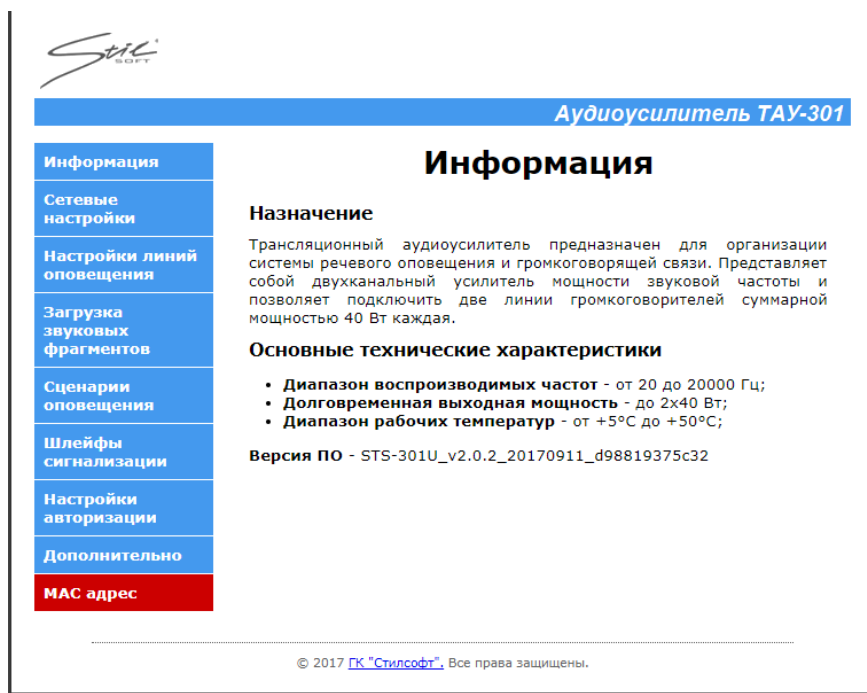 Stil
SOFT
Аудиоусилитель ТАУ-301
Информация
Сетевые
настройки
Настройки линий
оповещения
Загрузка
звуковых
фрагментов
Сценарии
оповещения
Шлейфы
сигнализации
Настройки
авторизации
Дополнительно
МАС адрес
Информация
Назначение
Трансляционный аудиоусилитель предназначен для организации
системы речевого оповещения и громкоговорящей связи. Представляет
собой двухканальный усилитель мощности звуковой частоты и
позволяет подключить две линии громкоговорителей суммарной
мощностью 40 Вт каждая.
Основные технические характеристики
• Диапазон воспроизводимых частот - от 20 до 20000 Гц;
• Долговременная выходная мощность - до 2х40 Вт;
• Диапазон рабочих температур - от +5°С до +50°С;
Версия ПО - STS-301U_v2.0.2_20170911_d98819375c32
© 2017 ГК "Стилсофт". Все права защищены.